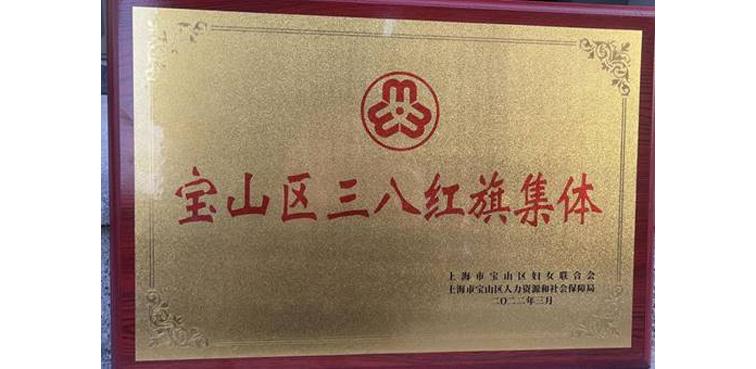 宝山区三八红旗集体
上海市宝山区妇女联合会
上海市宝山区人力资源和社会保障局
二〇二二年三月